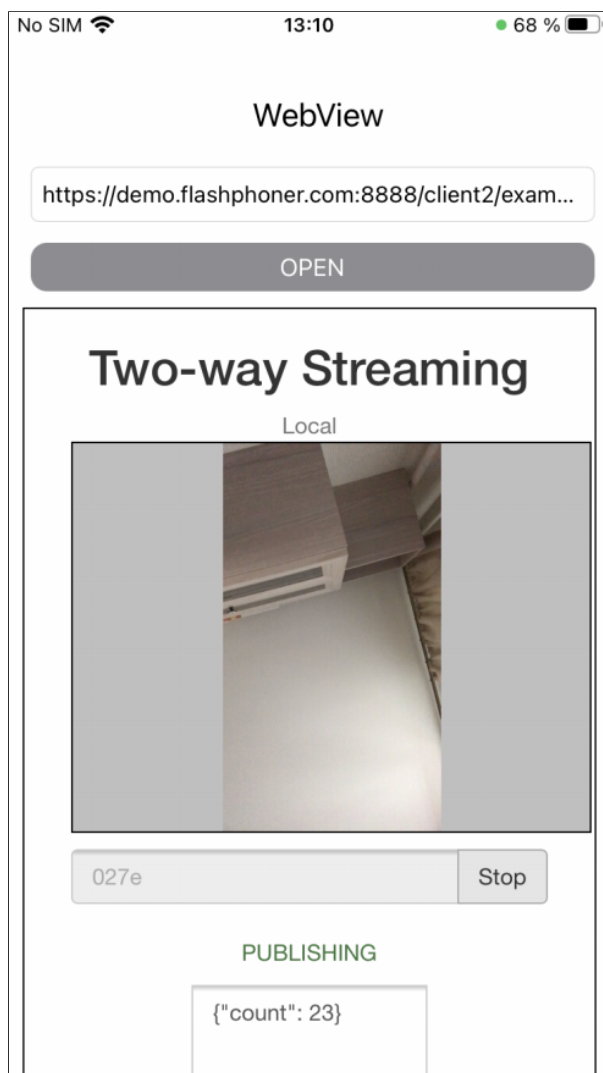 No SIM 13:10 68 %
WebView
https://demo.flashphoner.com:8888/client2/exam...
OPEN
Two-way Streaming
Local
027e Stop
PUBLISHING
{"count": 23}